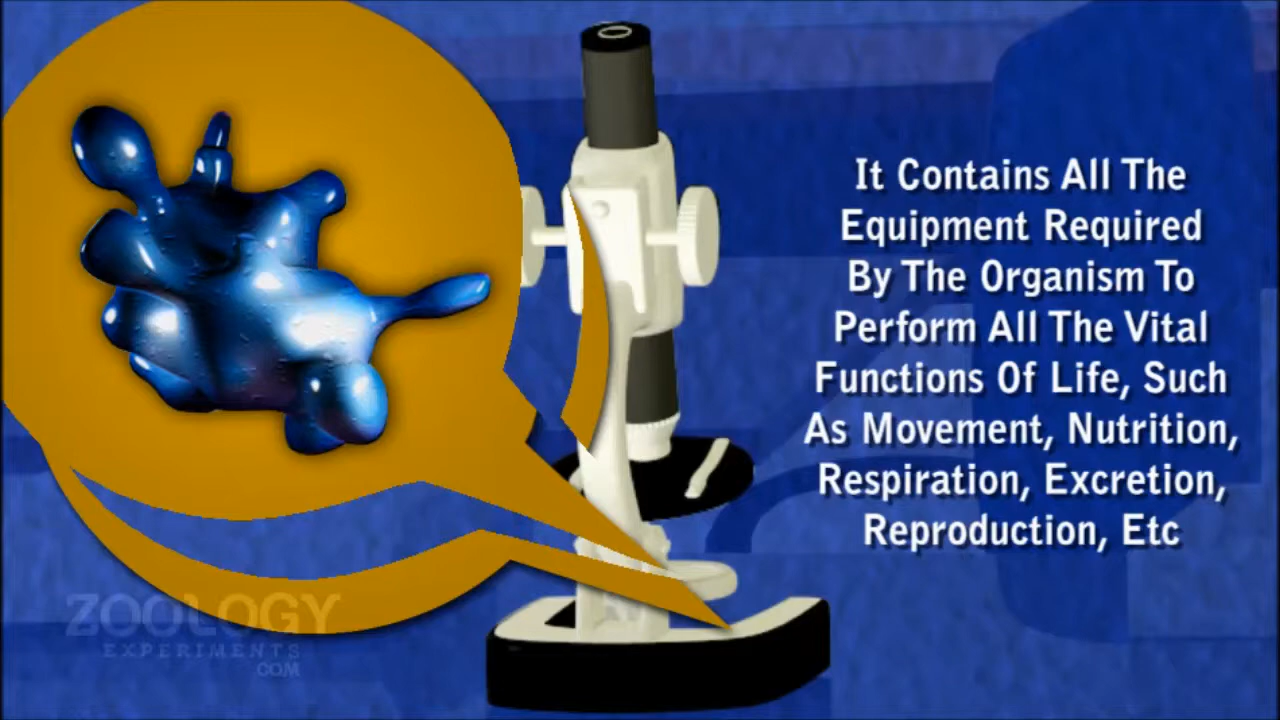 It Contains All The
Equipment Required
By The Organism To
Perform All The Vital
Functions Of Life, Such
As Movement, Nutrition,
Respiration, Excretion,
Reproduction, Etc
ZOOLOGY
EXPERIMENTS
COM